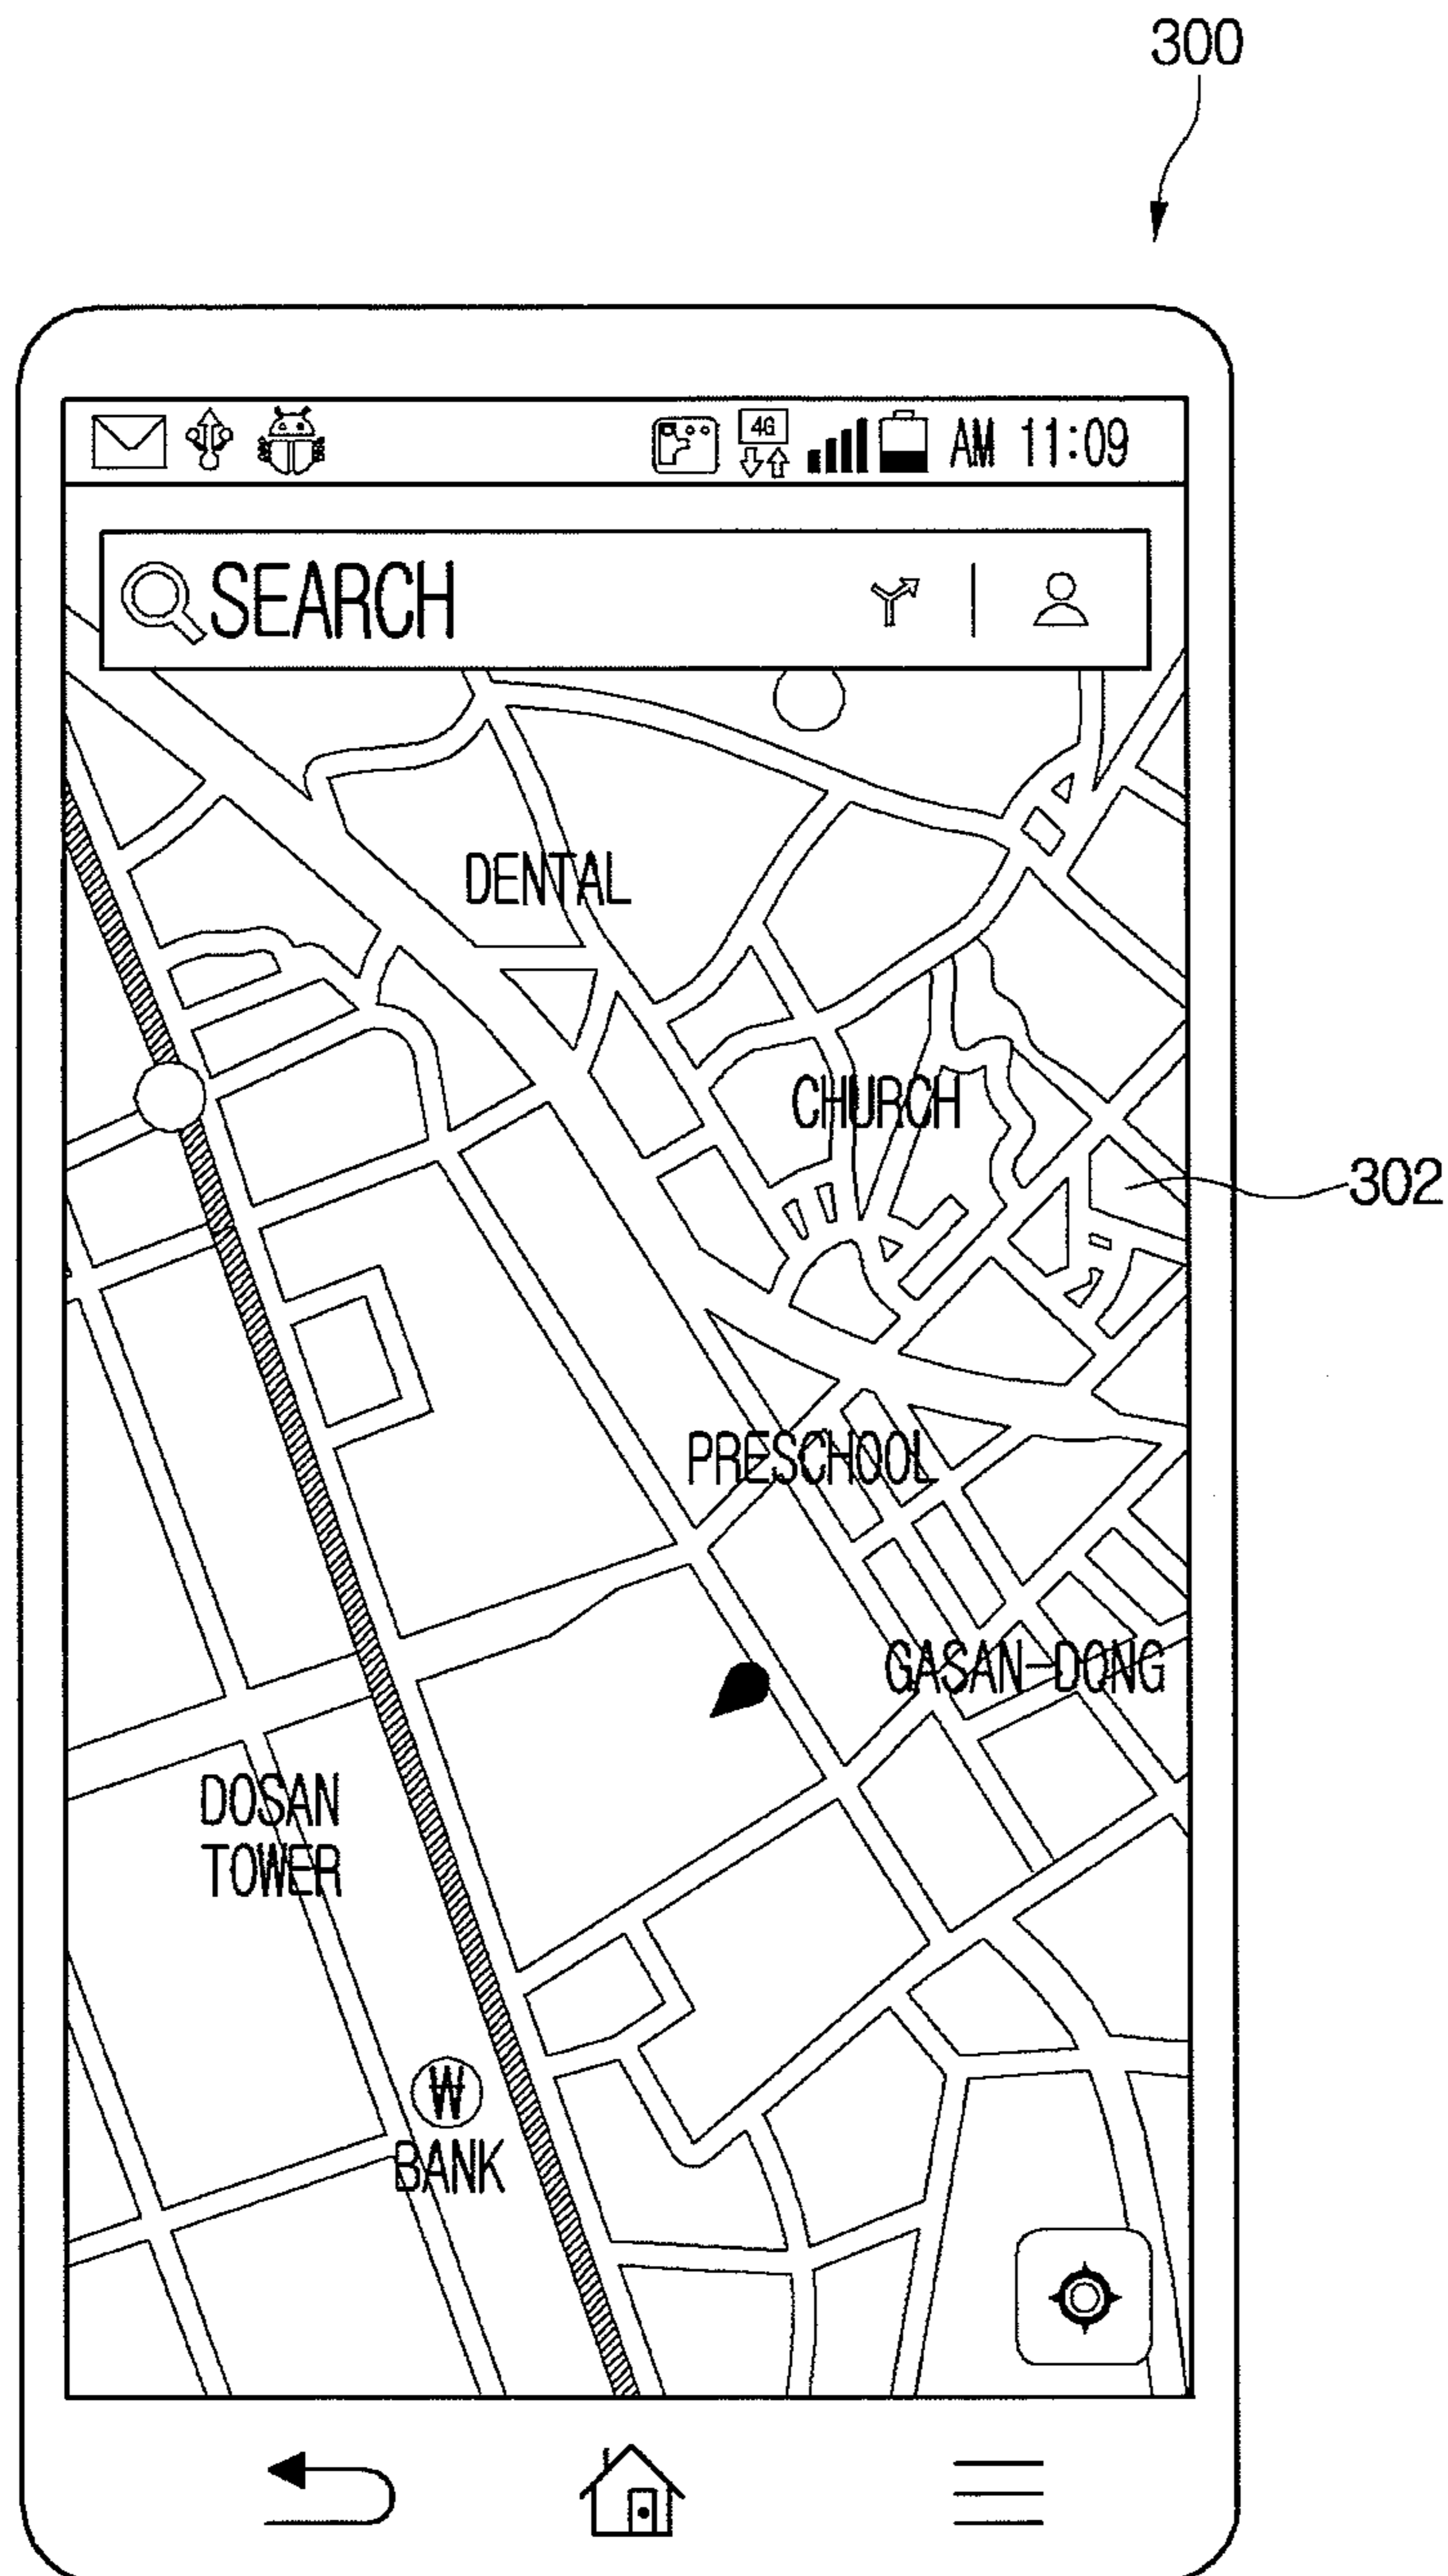 300
4G
AM 11:09
SEARCH
DENTAL
CHURCH
302
PRESCHOOL
GASAN-DONG
DOSAN
TOWER
W
BANK